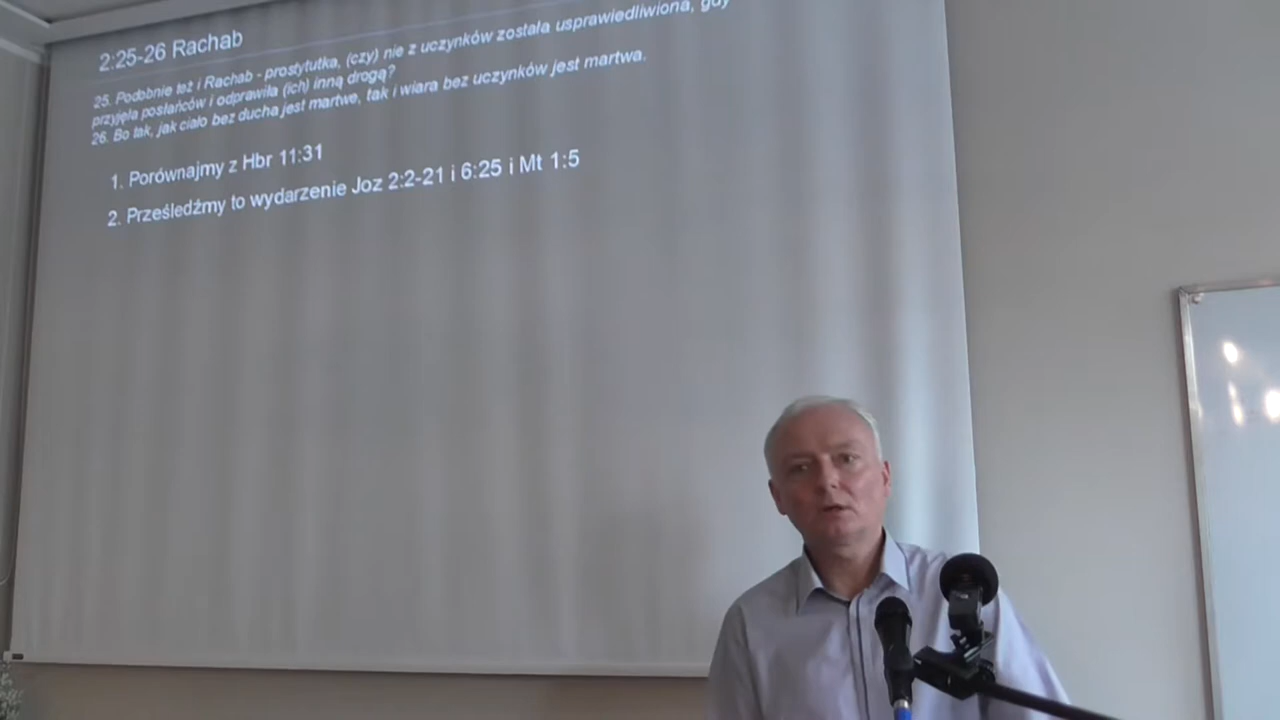 2:25-26 Rachab
25. Podobnie też i Rachab - prostytutka, (czy) nie z uczynków została usprawiedliwiona, gdy
przyjęła posłańców i odprawiła (ich) inną drogą?
26. Bo tak, jak ciało bez ducha jest martwe, tak i wiara bez uczynków jest martwa.
1. Porównajmy z Hbr 11:31
2. Prześledźmy to wydarzenie Joz 2:2-21 i 6:25 i Mt 1:5